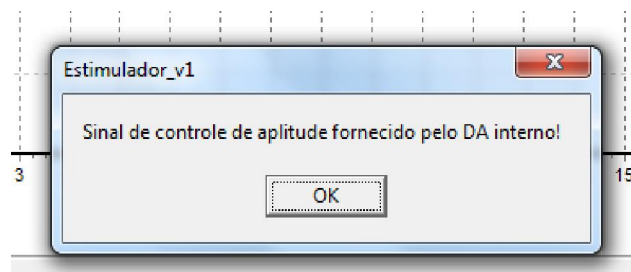 Estimulador_v1
Sinal de controle de aplitude fornecido pelo DA interno!
3
15
OK